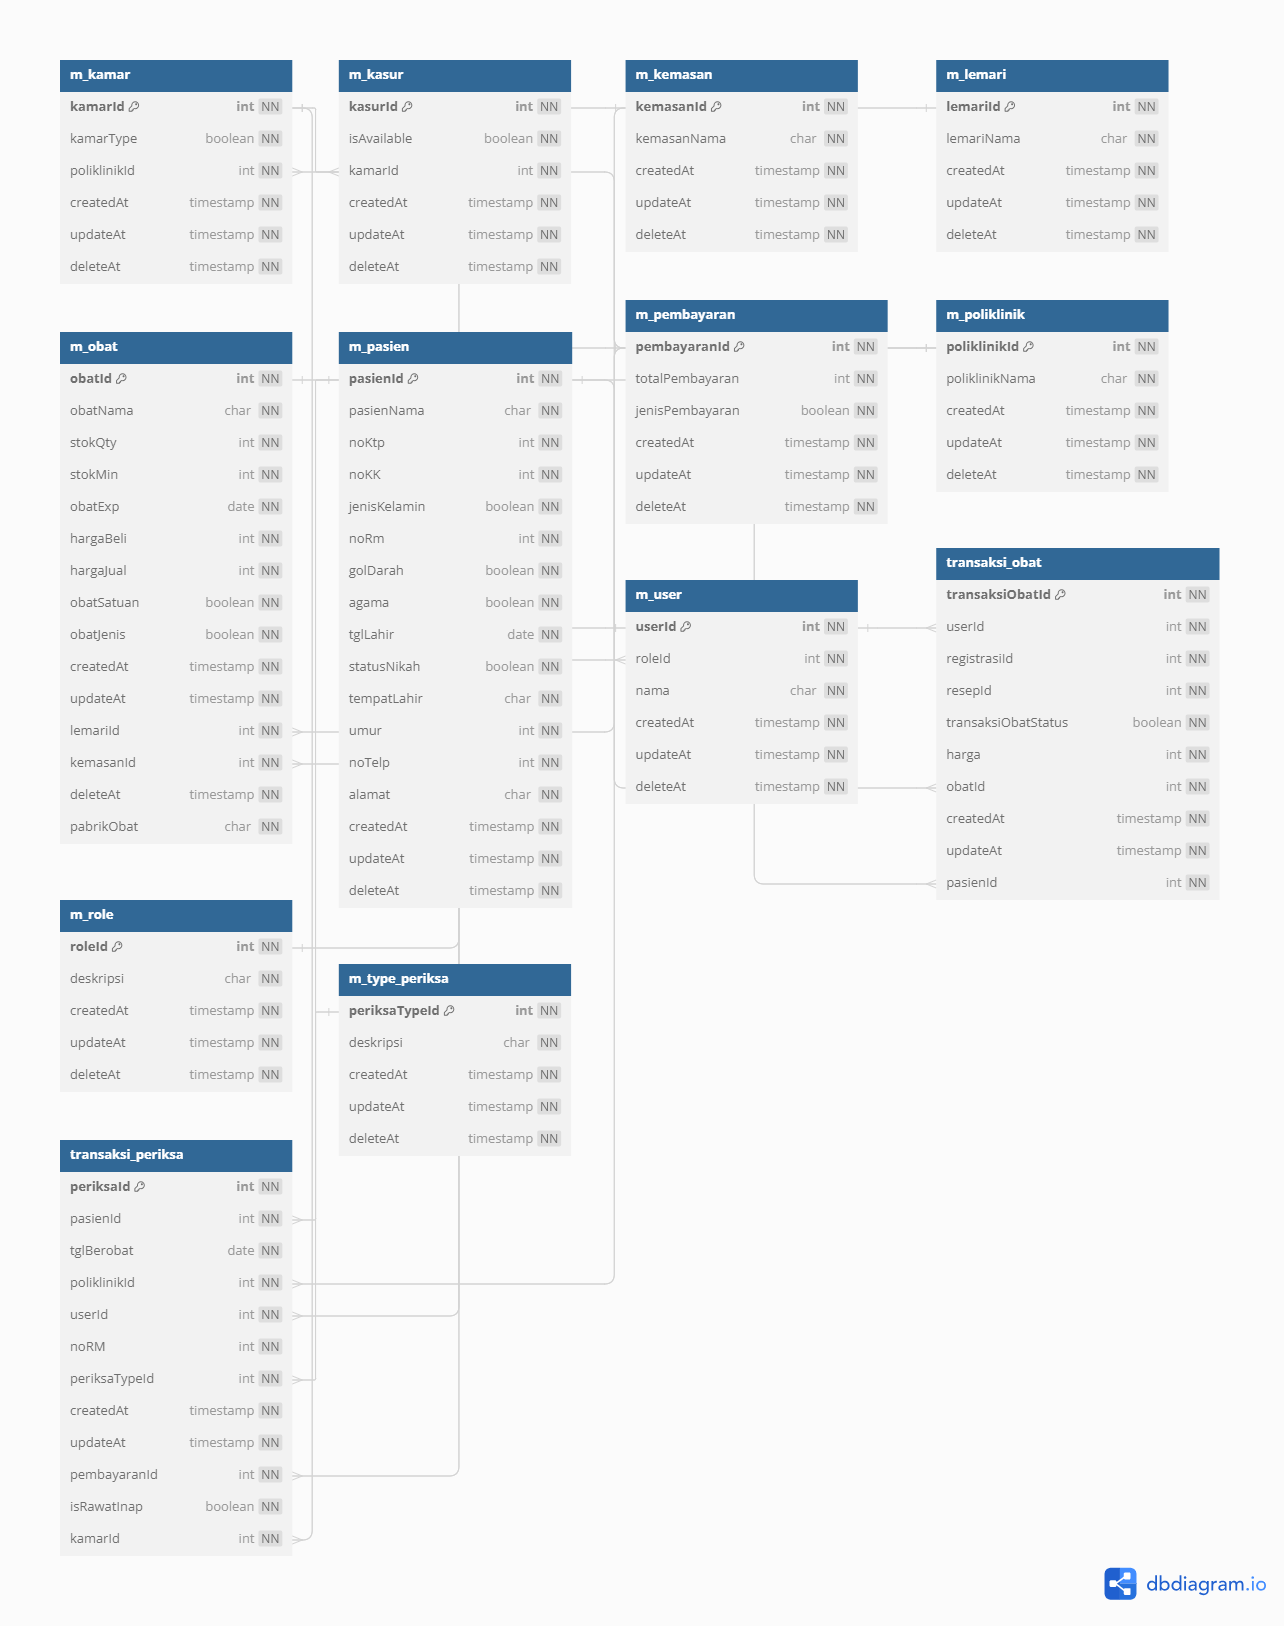 m_kamar
kamarId int NN
kamarType boolean NN
poliklinikId int NN
createdAt timestamp NN
updateAt timestamp NN
deleteAt timestamp NN
m_kasur
kasurId int NN
isAvailable boolean NN
kamarId int NN
createdAt timestamp NN
updateAt timestamp NN
deleteAt timestamp NN
m_kemasan
kemasanId int NN
kemasanNama char NN
createdAt timestamp NN
updateAt timestamp NN
deleteAt timestamp NN
m_lemari
lemariId int NN
lemariNama char NN
createdAt timestamp NN
updateAt timestamp NN
deleteAt timestamp NN
m_obat
obatId int NN
obatNama char NN
stokQty int NN
stokMin int NN
obatExp date NN
hargaBeli int NN
hargaJual int NN
obatSatuan boolean NN
obatJenis boolean NN
createdAt timestamp NN
updateAt timestamp NN
lemariId int NN
kemasanId int NN
deleteAt timestamp NN
pabrikObat char NN
m_pasien
pasienId int NN
pasienNama char NN
noKtp int NN
noKK int NN
jenisKelamin boolean NN
noRm int NN
golDarah boolean NN
agama boolean NN
tglLahir date NN
statusNikah boolean NN
tempatLahir char NN
umur int NN
noTelp int NN
alamat char NN
createdAt timestamp NN
updateAt timestamp NN
deleteAt timestamp NN
m_pembayaran
pembayaranId int NN
totalPembayaran int NN
jenisPembayaran boolean NN
createdAt timestamp NN
updateAt timestamp NN
deleteAt timestamp NN
m_poliklinik
poliklinikId int NN
poliklinikNama char NN
createdAt timestamp NN
updateAt timestamp NN
deleteAt timestamp NN
m_user
userId int NN
roleId int NN
nama char NN
createdAt timestamp NN
updateAt timestamp NN
deleteAt timestamp NN
transaksi_obat
transaksiObatId int NN
userId int NN
registrasiId int NN
resepId int NN
transaksiObatStatus boolean NN
harga int NN
obatId int NN
createdAt timestamp NN
updateAt timestamp NN
pasienId int NN
m_role
roleId int NN
deskripsi char NN
createdAt timestamp NN
updateAt timestamp NN
deleteAt timestamp NN
m_type_periksa
periksaTypeId int NN
deskripsi char NN
createdAt timestamp NN
updateAt timestamp NN
deleteAt timestamp NN
transaksi_periksa
periksaId int NN
pasienId int NN
tglBerobat date NN
poliklinikId int NN
userId int NN
noRM int NN
periksaTypeId int NN
createdAt timestamp NN
updateAt timestamp NN
pembayaranId int NN
isRawatInap boolean NN
kamarId int NN
dbdiagram.io